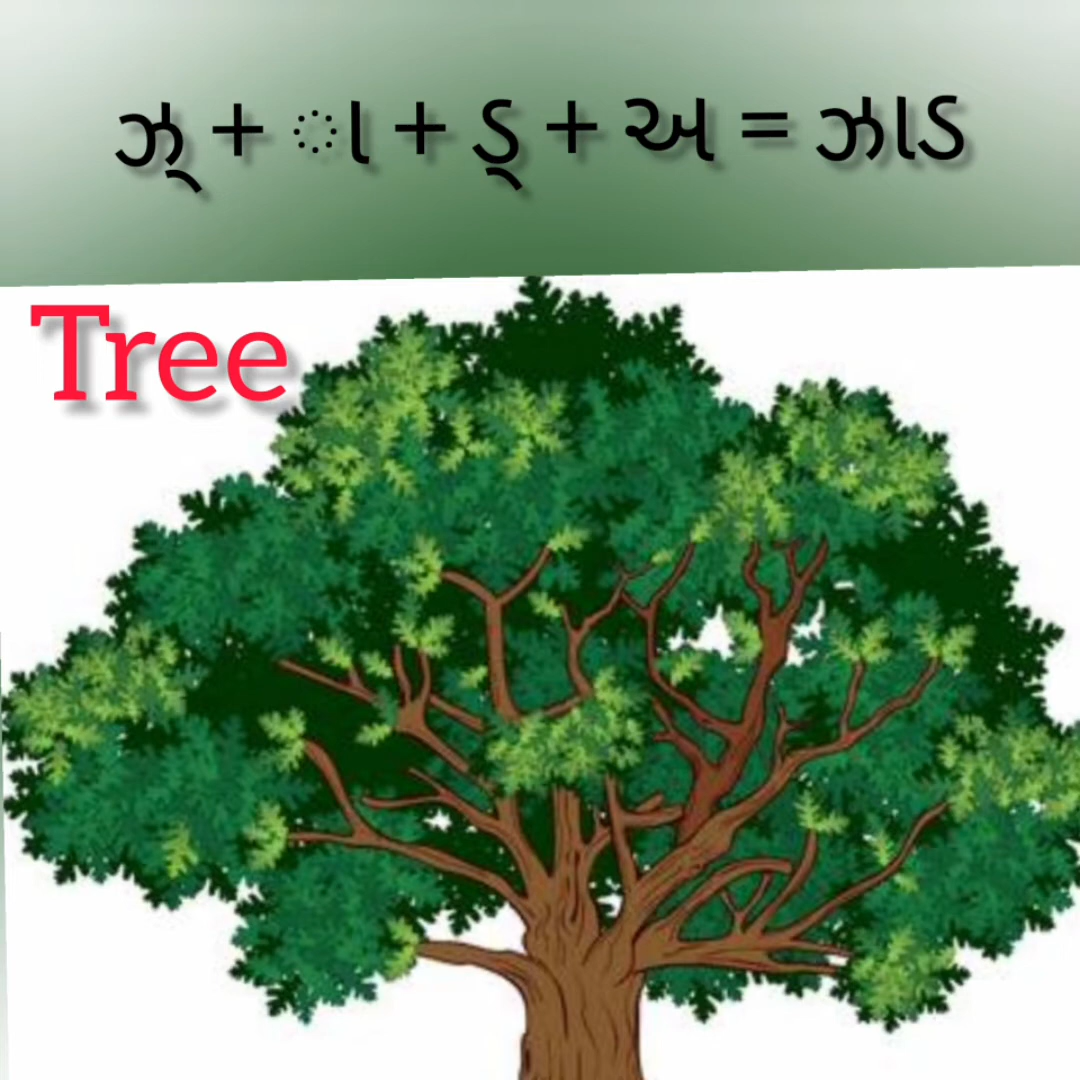 ઝ્ + ા + ડ્ + અ = ઝાડ
Tree